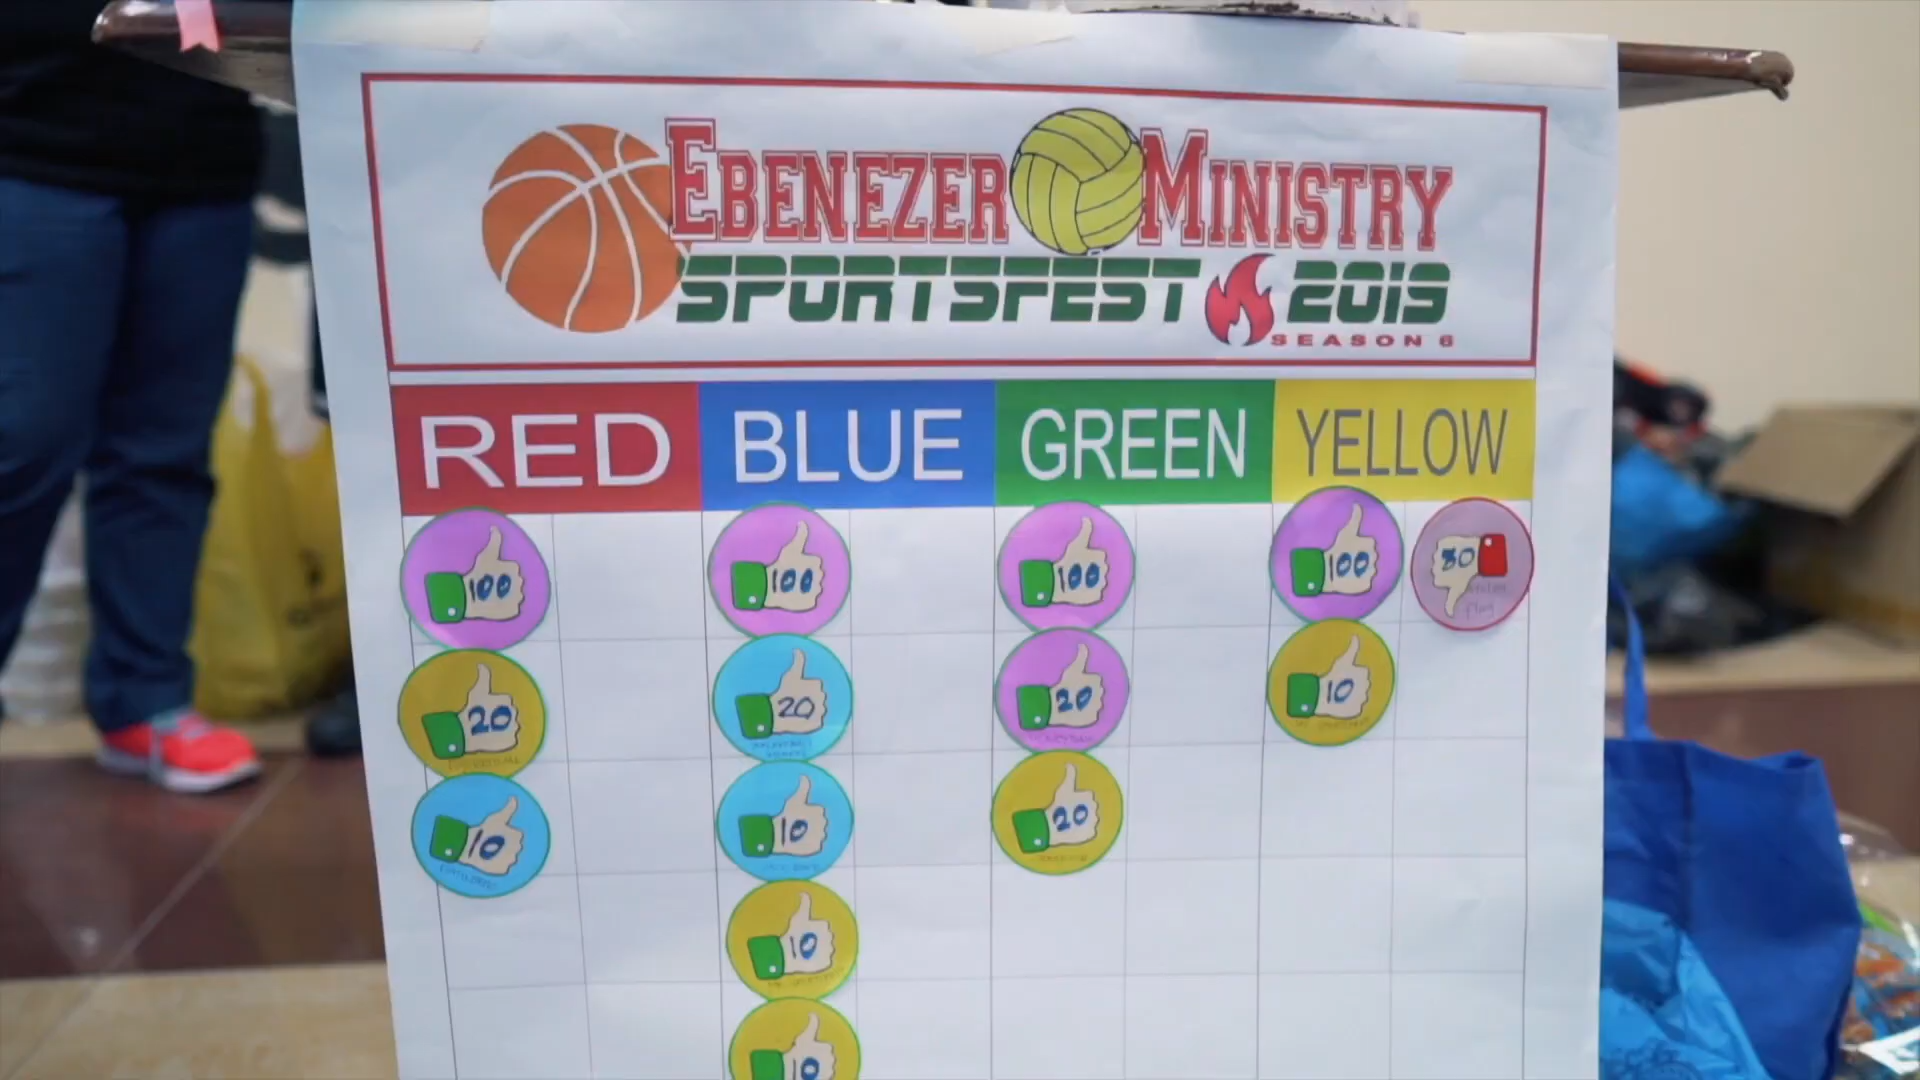 EBENEZER MINISTRY
SPORTSFEST 2019
SEASON 6
RED BLUE GREEN YELLOW
100 100 100 100 30
20 20 20 10
10 10 20
10
10